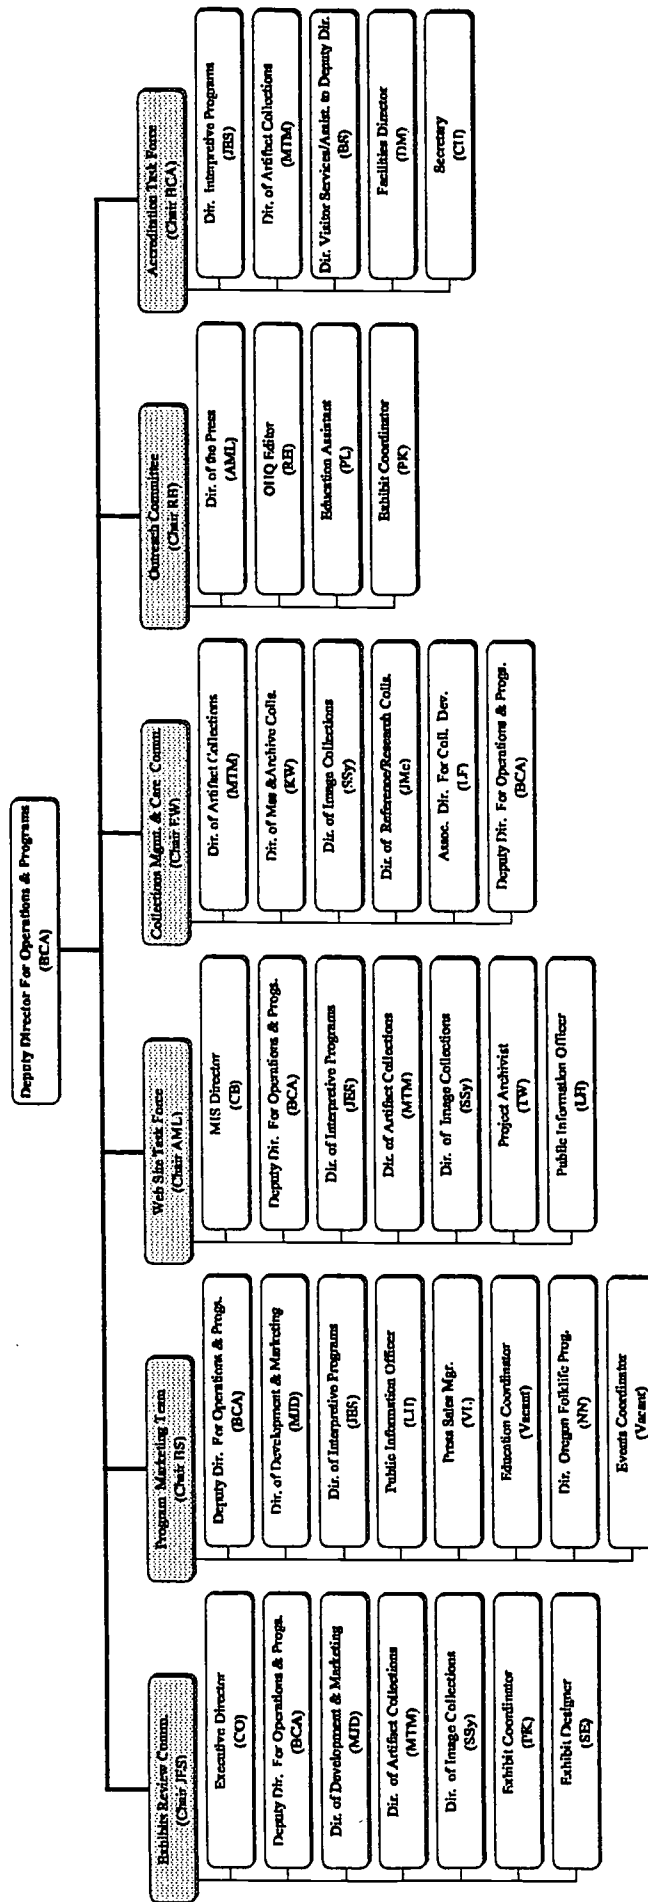 Deputy Director For Operations & Programs
(BCA)
Exhibits Review Comm.
(Chair JES)
Executive Director
(CO)
Deputy Dir. For Operations & Progs.
(BCA)
Dir. of Development & Marketing
(MJD)
Dir. of Artifact Collections
(MTM)
Dir. of Image Collections
(SSy)
Exhibit Coordinator
(PK)
Exhibit Designer
(SE)
Program Marketing Team
(Chair BS)
Deputy Dir. For Operations & Progs.
(BCA)
Dir. of Development & Marketing
(MJD)
Dir. of Interpretive Programs
(JES)
Public Information Officer
(LH)
Press Sales Mgr.
(VL)
Education Coordinator
(Vacant)
Dir. Oregon Folklife Prog.
(NN)
Events Coordinator
(Vacant)
Web Site Task Force
(Chair AML)
MIS Director
(CB)
Deputy Dir. For Operations & Progs.
(BCA)
Dir. of Interpretive Programs
(JES)
Dir. of Artifact Collections
(MTM)
Dir. of Image Collections
(SSy)
Project Archivist
(TW)
Public Information Officer
(LH)
Collections Mgmt. & Care Comm.
(Chair KW)
Dir. of Artifact Collections
(MTM)
Dir. of Mss & Archive Colls.
(KW)
Dir. of Image Collections
(SSy)
Dir. of Reference/Research Colls.
(JMc)
Assoc. Dir. For Coll. Dev.
(LF)
Deputy Dir. For Operations & Progs.
(BCA)
Outreach Committee
(Chair RH)
Dir. of the Press
(AML)
OHQ Editor
(RH)
Education Assistant
(PL)
Exhibit Coordinator
(PK)
Accreditation Task Force
(Chair BCA)
Dir. Interpretive Programs
(JES)
Dir. of Artifact Collections
(MTM)
Dir. Visitor Services/Assist. to Deputy Dir.
(BS)
Facilities Director
(DM)
Secretary